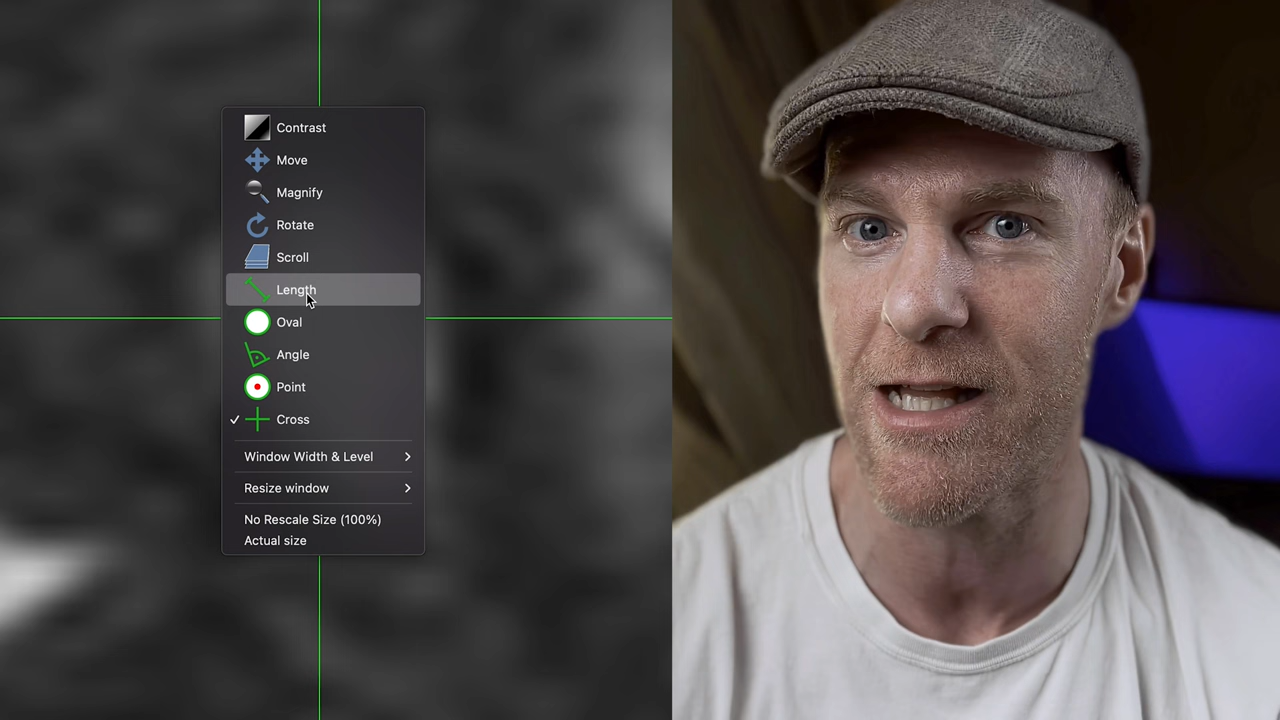 Contrast
Move
Magnify
Rotate
Scroll
Length
Oval
Angle
Point
Cross
Window Width & Level
Resize window
No Rescale Size (100%)
Actual size